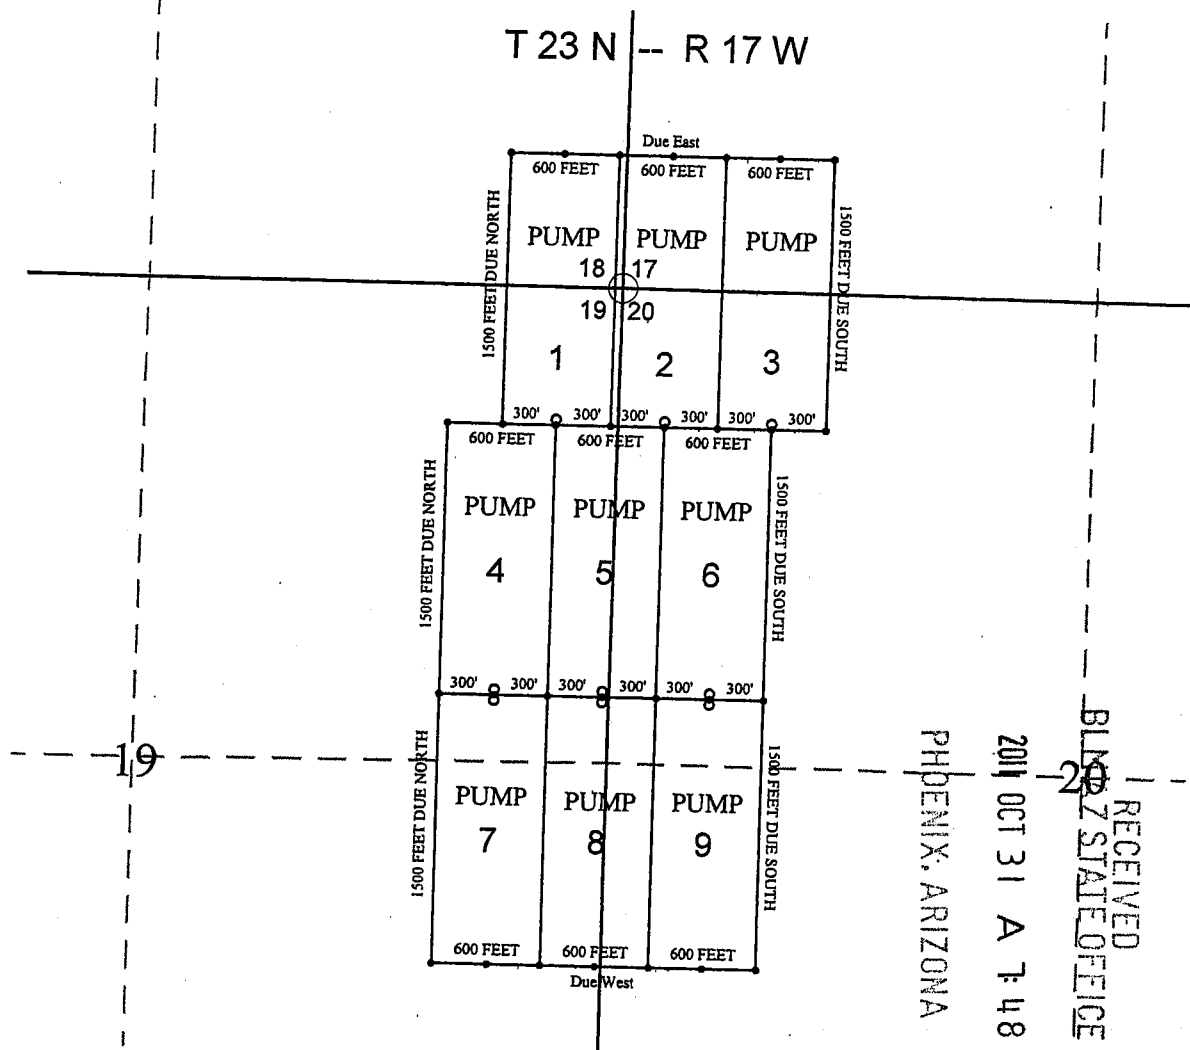 T 23 N -- R 17 W
Due East
600 FEET 600 FEET 600 FEET
1500 FEET DUE NORTH
PUMP PUMP PUMP
1500 FEET DUE SOUTH
18 17
19 20
1 2 3
300' 300' 300' 300' 300' 300'
600 FEET 600 FEET 600 FEET
1500 FEET DUE NORTH
PUMP PUMP PUMP
1500 FEET DUE SOUTH
4 5 6
300' 300' 300' 300' 300' 300'
19
20
1500 FEET DUE NORTH
PUMP PUMP PUMP
1500 FEET DUE SOUTH
7 8 9
600 FEET 600 FEET 600 FEET
Due West
RECEIVED
BLM AZ STATE OFFICE
2011 OCT 31 A 7:48
PHOENIX, ARIZONA